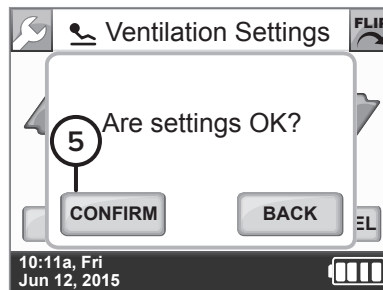 Ventilation Settings
FLIP
Are settings OK?
5
CONFIRM
BACK
EL
10:11a, Fri
Jun 12, 2015